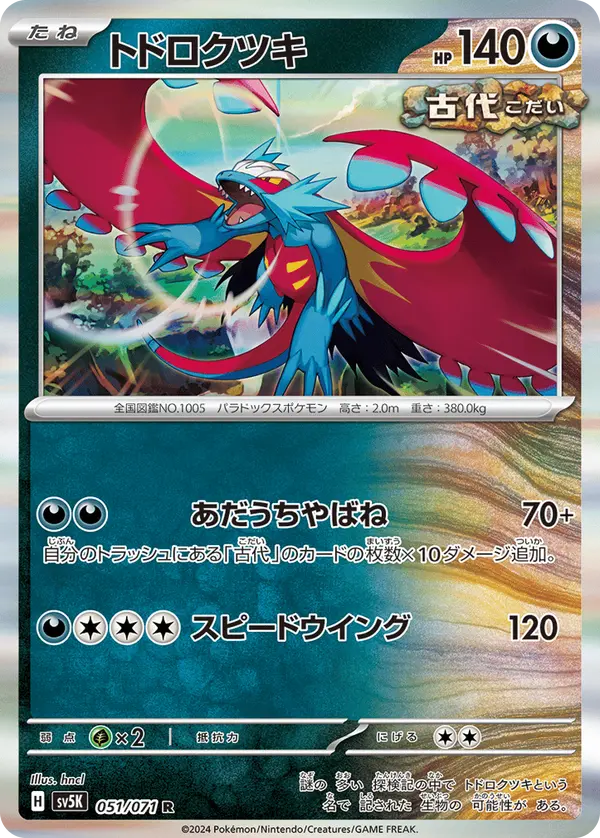 たね トドロクツキ HP 140
古代 こだい
全国図鑑NO.1005 パラドックスポケモン 高さ:2.0m 重さ:380.0kg
あだうちやばね 70+
自分のトラッシュにある「古代」のカードの枚数×10ダメージ追加。
スピードウイング 120
弱点 ×2 抵抗力 にげる
Illus. hncl
H sv5K 051/071 R
謎の多い 探検記の中で トドロクツキという
名で 記された 生物の 可能性が ある。
©2024 Pokémon/Nintendo/Creatures/GAME FREAK.